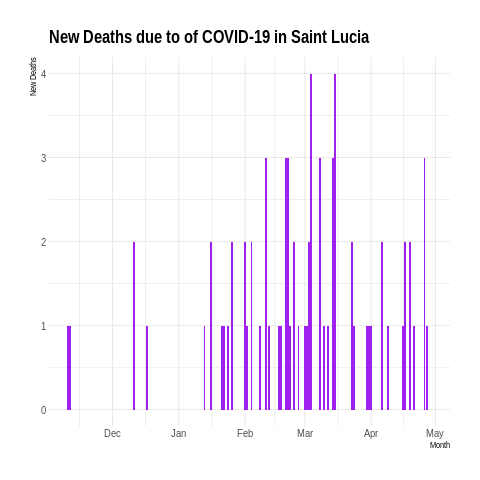 New Deaths due to of COVID-19 in Saint Lucia
New Deaths
4
3
2
1
0
Dec Jan Feb Mar Apr May
Month